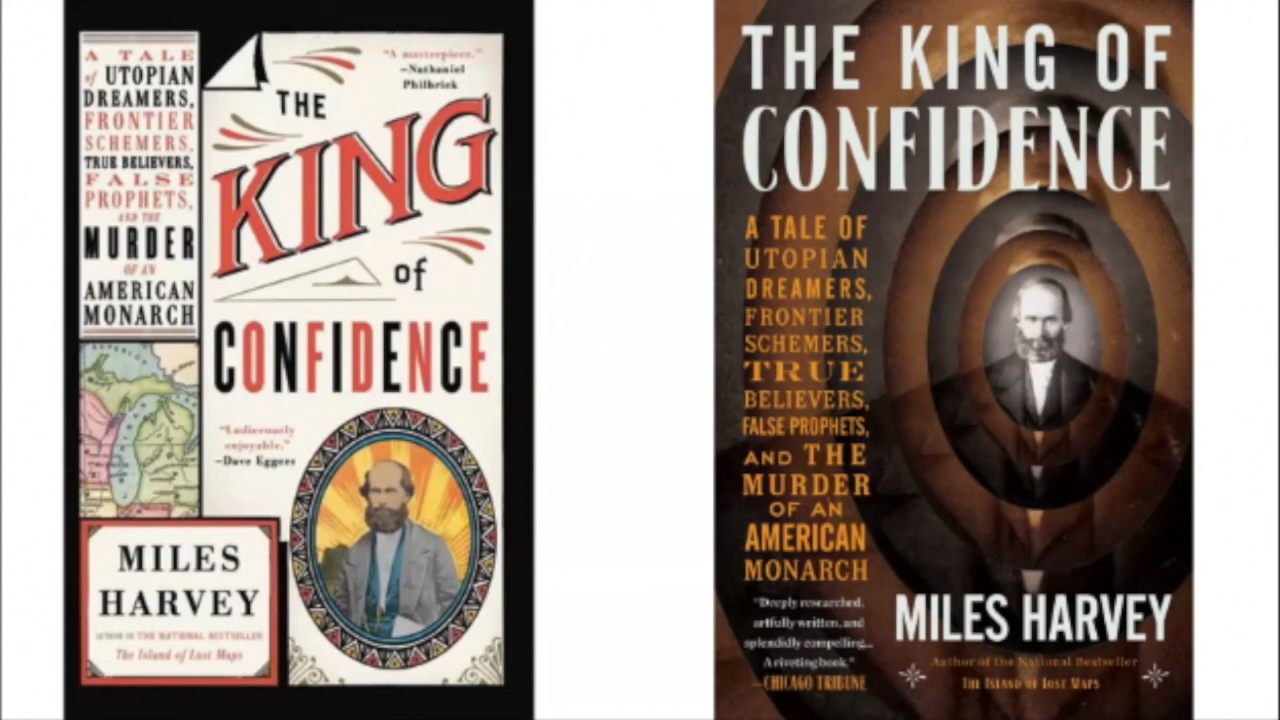 A TALE
of UTOPIAN
DREAMERS,
FRONTIER
SCHEMERS,
TRUE BELIEVERS,
FALSE
PROPHETS,
AND THE
MURDER
OF AN
AMERICAN
MONARCH
"A masterpiece."
—Nathaniel
Philbrick
THE
KING
of
CONFIDENCE
"Ludicrously
enjoyable."
—Dave Eggers
SUPERIOR
MILES
HARVEY
AUTHOR OF THE NATIONAL BESTSELLER
The Island of Lost Maps
THE KING OF
CONFIDENCE
A TALE OF
UTOPIAN
DREAMERS,
FRONTIER
SCHEMERS,
TRUE
BELIEVERS,
FALSE PROPHETS,
AND THE
MURDER
OF AN
AMERICAN
MONARCH
"Deeply researched,
artfully written, and
splendidly compelling...
A riveting book."
—CHICAGO TRIBUNE
MILES HARVEY
Author of the National Bestseller
THE ISLAND OF LOST MAPS